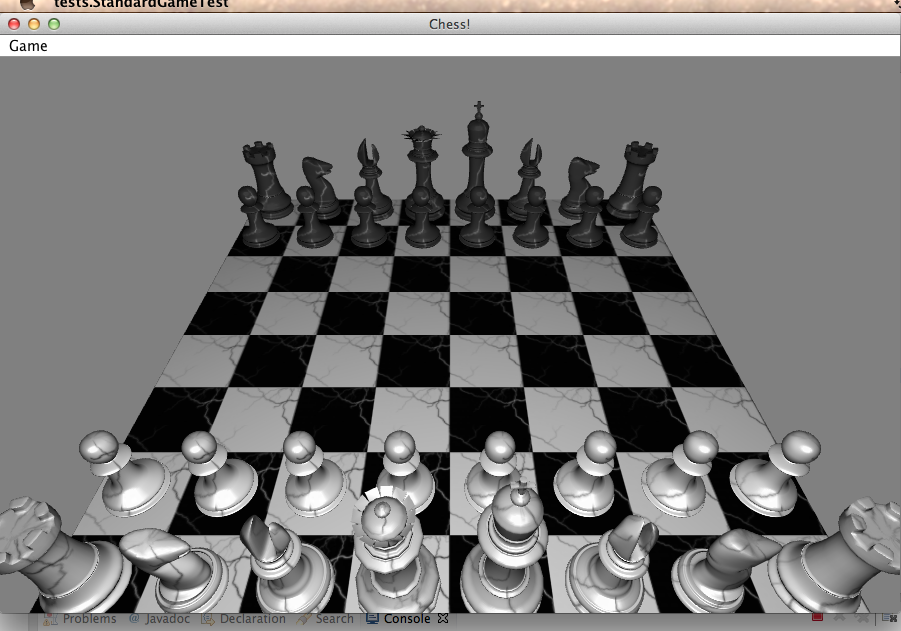 tests.StandardGameTest
Chess!
Game
Problems @ Javadoc Declaration Search Console